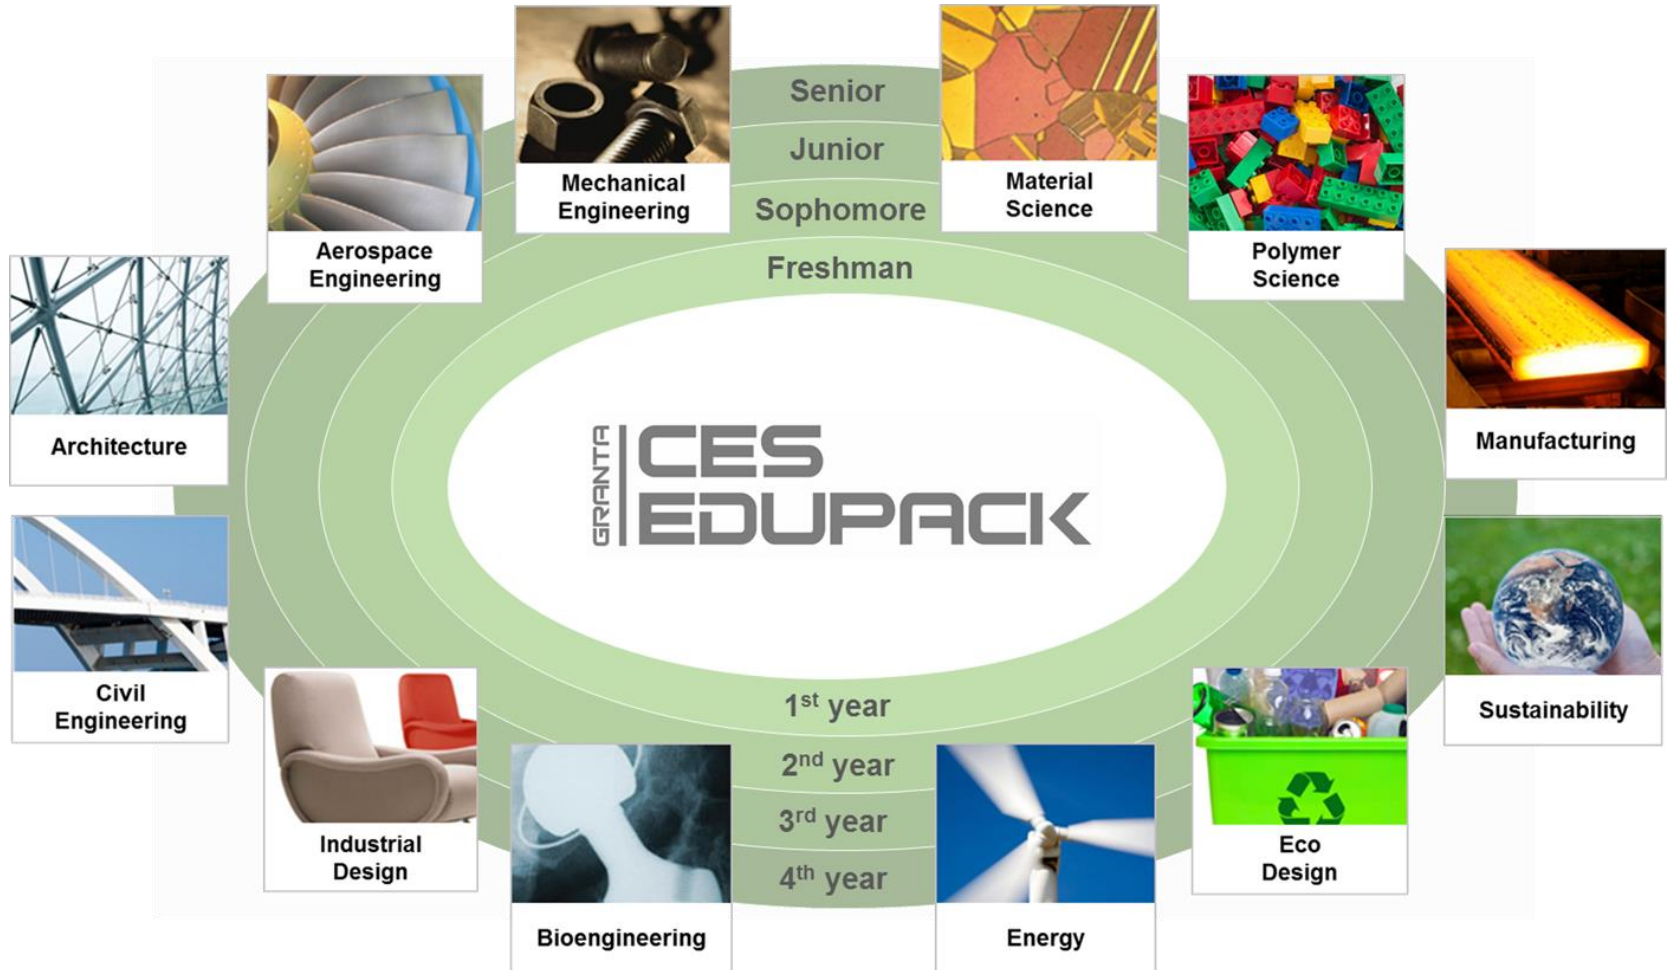 Senior
Junior
Sophomore
Freshman
Mechanical
Engineering
Material
Science
Aerospace
Engineering
Polymer
Science
Architecture
Manufacturing
GRANTA
CES
EDUPACK
Civil
Engineering
Sustainability
1st year
2nd year
3rd year
4th year
Industrial
Design
Eco
Design
Bioengineering
Energy